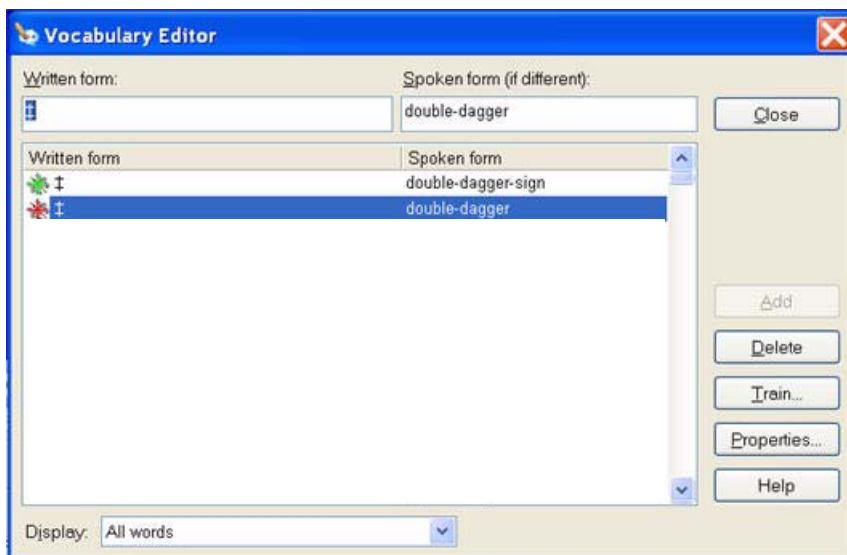 Vocabulary Editor
Written form: Spoken form (if different):
‡ double-dagger Close
Written form Spoken form
‡ double-dagger-sign
‡ double-dagger
Add
Delete
Train...
Properties...
Help
Display: All words